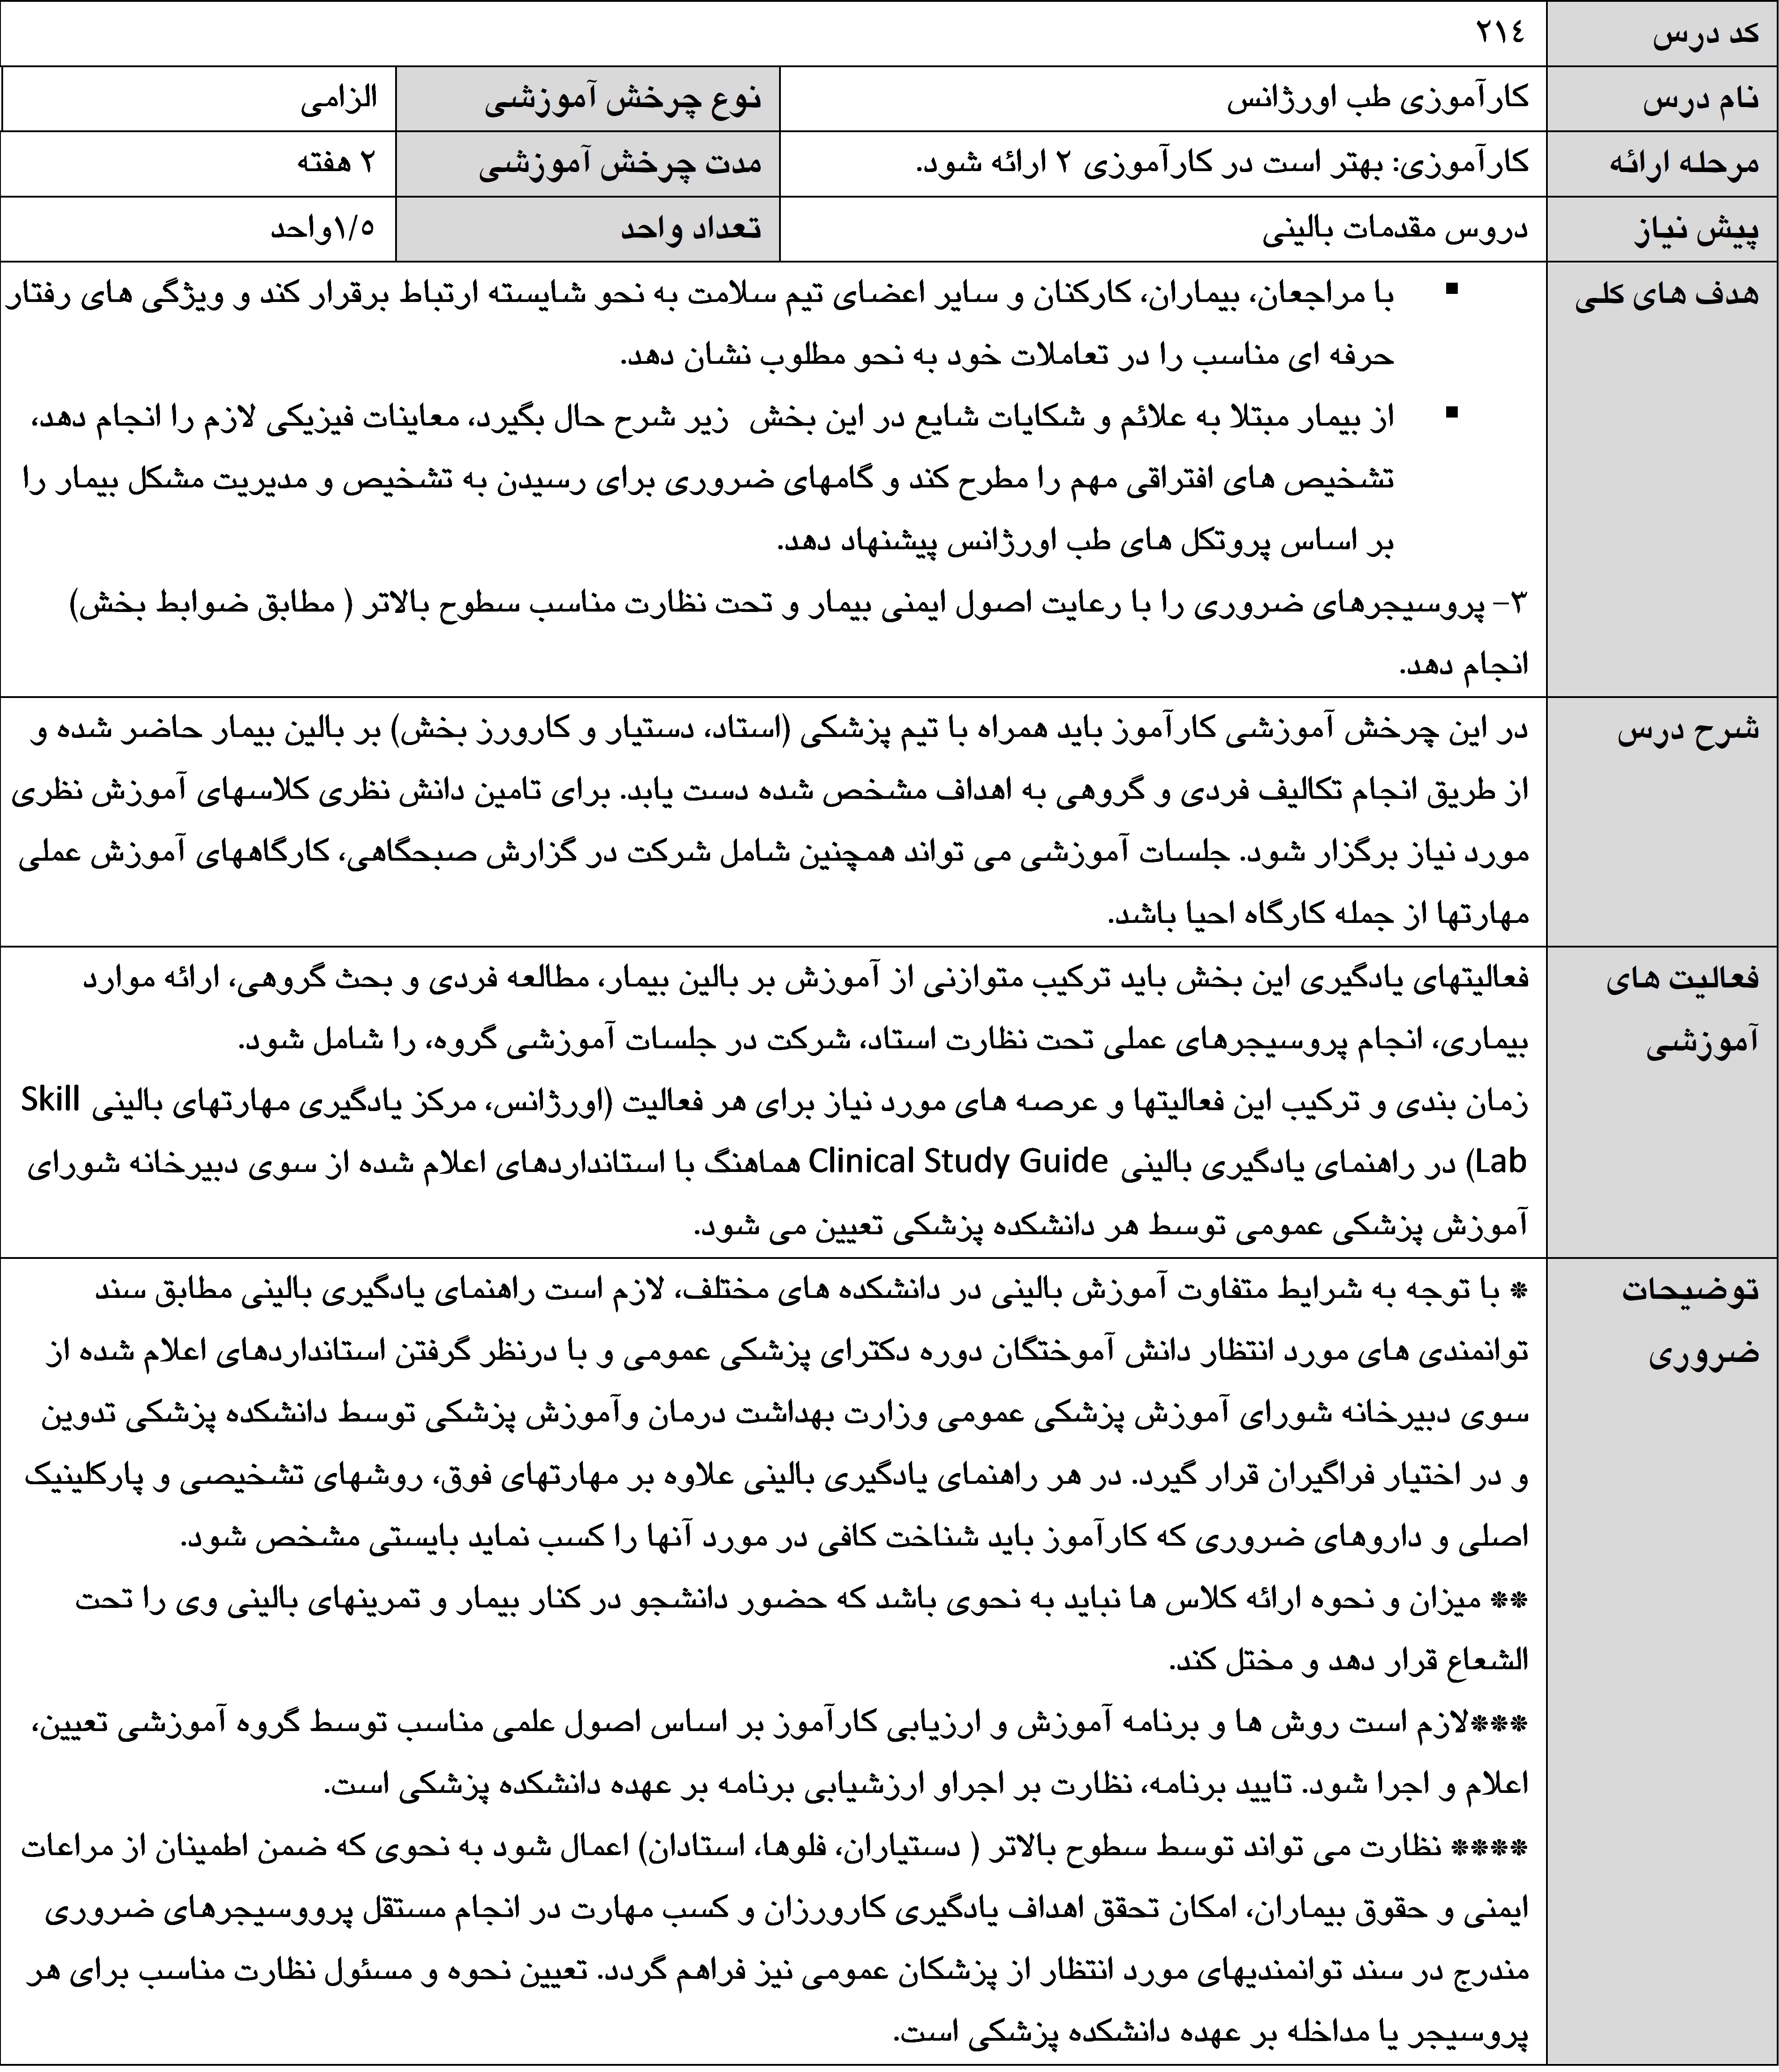 کد درس ۲۱٤
نام درس کارآموزی طب اورژانس نوع چرخش آموزشی الزامی
مرحله ارائه کارآموزی: بهتر است در کارآموزی ۲ ارائه شود. مدت چرخش آموزشی ۲ هفته
پیش نیاز دروس مقدمات بالینی تعداد واحد ۱/٥واحد
هدف های کلی
▪ با مراجعان، بیماران، کارکنان و سایر اعضای تیم سلامت به نحو شایسته ارتباط برقرار کند و ویژگی های رفتار
حرفه ای مناسب را در تعاملات خود به نحو مطلوب نشان دهد.
▪ از بیمار مبتلا به علائم و شکایات شایع در این بخش زیر شرح حال بگیرد، معاینات فیزیکی لازم را انجام دهد،
تشخیص های افتراقی مهم را مطرح کند و گامهای ضروری برای رسیدن به تشخیص و مدیریت مشکل بیمار را
بر اساس پروتکل های طب اورژانس پیشنهاد دهد.
۳- پروسیجرهای ضروری را با رعایت اصول ایمنی بیمار و تحت نظارت مناسب سطوح بالاتر ( مطابق ضوابط بخش)
انجام دهد.
شرح درس
در این چرخش آموزشی کارآموز باید همراه با تیم پزشکی (استاد، دستیار و کارورز بخش) بر بالین بیمار حاضر شده و
از طریق انجام تکالیف فردی و گروهی به اهداف مشخص شده دست یابد. برای تامین دانش نظری کلاسهای آموزش نظری
مورد نیاز برگزار شود. جلسات آموزشی می تواند همچنین شامل شرکت در گزارش صبحگاهی، کارگاههای آموزش عملی
مهارتها از جمله کارگاه احیا باشد.
فعالیت های
آموزشی
فعالیتهای یادگیری این بخش باید ترکیب متوازنی از آموزش بر بالین بیمار، مطالعه فردی و بحث گروهی، ارائه موارد
بیماری، انجام پروسیجرهای عملی تحت نظارت استاد، شرکت در جلسات آموزشی گروه، را شامل شود.
زمان بندی و ترکیب این فعالیتها و عرصه های مورد نیاز برای هر فعالیت (اورژانس، مرکز یادگیری مهارتهای بالینی Skill
Lab) در راهنمای یادگیری بالینی Clinical Study Guide هماهنگ با استانداردهای اعلام شده از سوی دبیرخانه شورای
آموزش پزشکی عمومی توسط هر دانشکده پزشکی تعیین می شود.
توضیحات
ضروری
* با توجه به شرایط متفاوت آموزش بالینی در دانشکده های مختلف، لازم است راهنمای یادگیری بالینی مطابق سند
توانمندی های مورد انتظار دانش آموختگان دوره دکترای پزشکی عمومی و با درنظر گرفتن استانداردهای اعلام شده از
سوی دبیرخانه شورای آموزش پزشکی عمومی وزارت بهداشت درمان وآموزش پزشکی توسط دانشکده پزشکی تدوین
و در اختیار فراگیران قرار گیرد. در هر راهنمای یادگیری بالینی علاوه بر مهارتهای فوق، روشهای تشخیصی و پارکلینیک
اصلی و داروهای ضروری که کارآموز باید شناخت کافی در مورد آنها را کسب نماید بایستی مشخص شود.
** میزان و نحوه ارائه کلاس ها نباید به نحوی باشد که حضور دانشجو در کنار بیمار و تمرینهای بالینی وی را تحت
الشعاع قرار دهد و مختل کند.
***لازم است روش ها و برنامه آموزش و ارزیابی کارآموز بر اساس اصول علمی مناسب توسط گروه آموزشی تعیین،
اعلام و اجرا شود. تایید برنامه، نظارت بر اجراو ارزشیابی برنامه بر عهده دانشکده پزشکی است.
**** نظارت می تواند توسط سطوح بالاتر ( دستیاران، فلوها، استادان) اعمال شود به نحوی که ضمن اطمینان از مراعات
ایمنی و حقوق بیماران، امکان تحقق اهداف یادگیری کارورزان و کسب مهارت در انجام مستقل پرووسیجرهای ضروری
مندرج در سند توانمندیهای مورد انتظار از پزشکان عمومی نیز فراهم گردد. تعیین نحوه و مسئول نظارت مناسب برای هر
پروسیجر یا مداخله بر عهده دانشکده پزشکی است.